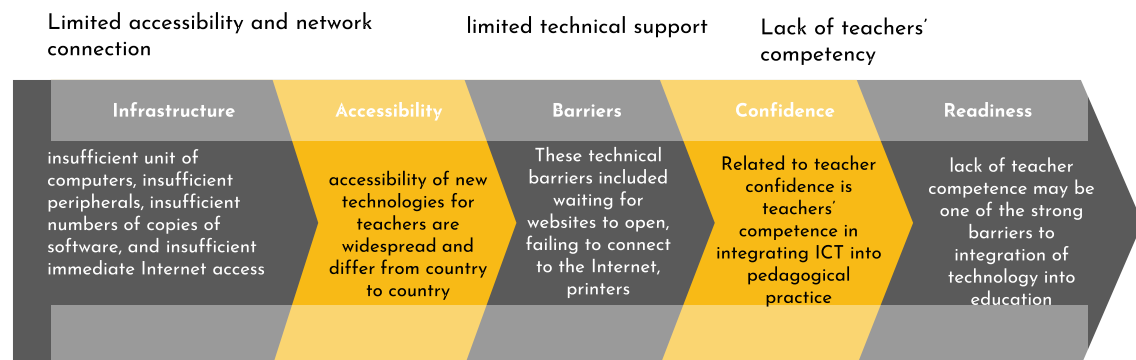 Limited accessibility and network
connection
limited technical support
Lack of teachers'
competency
Infrastructure
insufficient unit of
computers, insufficient
peripherals, insufficient
numbers of copies of
software, and insufficient
immediate Internet access
Accessibility
accessibility of new
technologies for
teachers are
widespread and
differ from country
to country
Barriers
These technical
barriers included
waiting for
websites to open,
failing to connect
to the Internet,
printers
Confidence
Related to teacher
confidence is
teachers'
competence in
integrating ICT into
pedagogical
practice
Readiness
lack of teacher
competence may be
one of the strong
barriers to
integration of
technology into
education